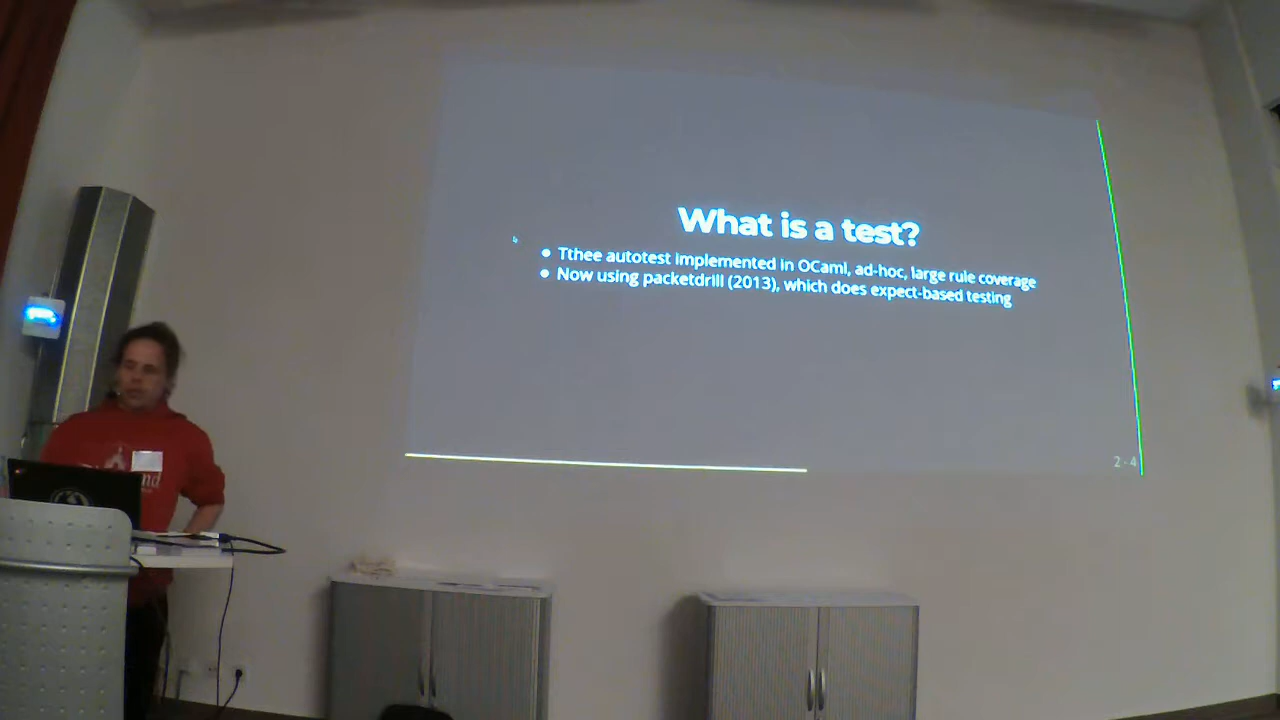 What is a test?
Tthee autotest implemented in OCaml, ad-hoc, large rule coverage
Now using packetdrill (2013), which does expect-based testing
2-4